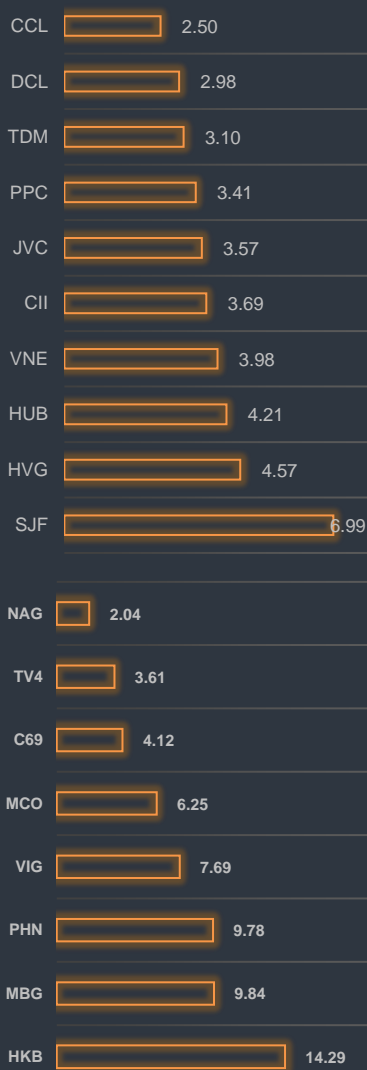 CCL 2.50
DCL 2.98
TDM 3.10
PPC 3.41
JVC 3.57
CII 3.69
VNE 3.98
HUB 4.21
HVG 4.57
SJF 6.99
NAG 2.04
TV4 3.61
C69 4.12
MCO 6.25
VIG 7.69
PHN 9.78
MBG 9.84
HKB 14.29